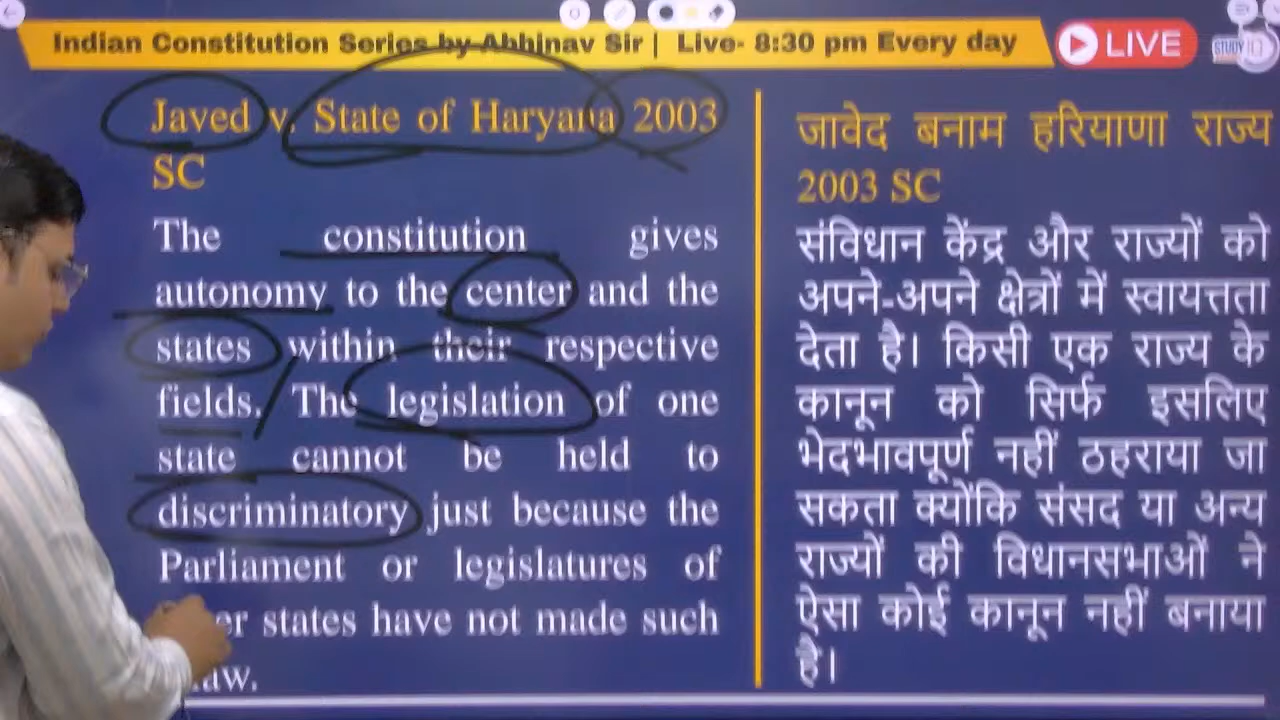 Indian Constitution Series by Abhinav Sir | Live- 8:30 pm Every day
LIVE
STUDY IQ
Javed v. State of Haryana 2003
SC
The constitution gives
autonomy to the center and the
states within their respective
fields. The legislation of one
state cannot be held to
discriminatory just because the
Parliament or legislatures of
er states have not made such
law.
जावेद बनाम हरियाणा राज्य
2003 SC
संविधान केंद्र और राज्यों को
अपने-अपने क्षेत्रों में स्वायत्तता
देता है। किसी एक राज्य के
कानून को सिर्फ इसलिए
भेदभावपूर्ण नहीं ठहराया जा
सकता क्योंकि संसद या अन्य
राज्यों की विधानसभाओं ने
ऐसा कोई कानून नहीं बनाया
है।